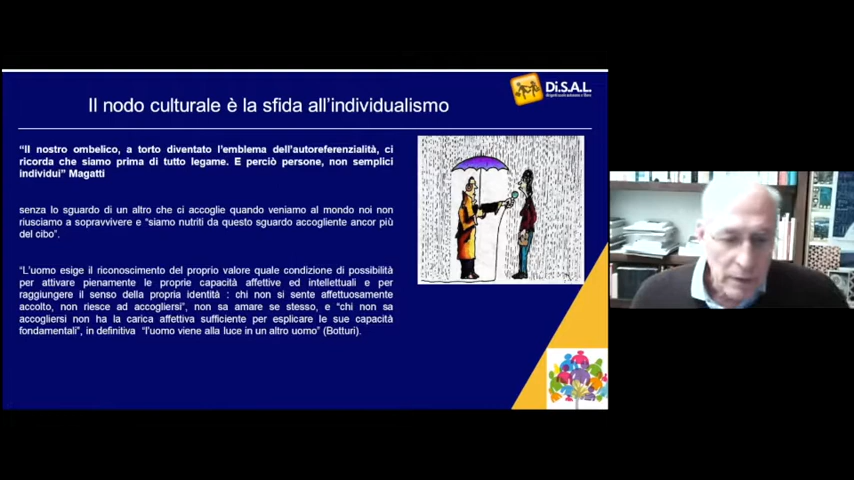 Il nodo culturale è la sfida all'individualismo
Di.S.A.L.
"Il nostro ombelico, a torto diventato l'emblema dell'autoreferenzialità, ci
ricorda che siamo prima di tutto legame. E perciò persone, non semplici
individui" Magatti
senza lo sguardo di un altro che ci accoglie quando veniamo al mondo noi non
riusciamo a sopravvivere e "siamo nutriti da questo sguardo accogliente ancor più
del cibo".
"L'uomo esige il riconoscimento del proprio valore quale condizione di possibilità
per attivare pienamente le proprie capacità affettive ed intellettuali e per
raggiungere il senso della propria identità : chi non si sente affettuosamente
accolto, non riesce ad accogliersi", non sa amare se stesso, e "chi non sa
accogliersi non ha la carica affettiva sufficiente per esplicare le sue capacità
fondamentali", in definitiva "l'uomo viene alla luce in un altro uomo" (Botturi).